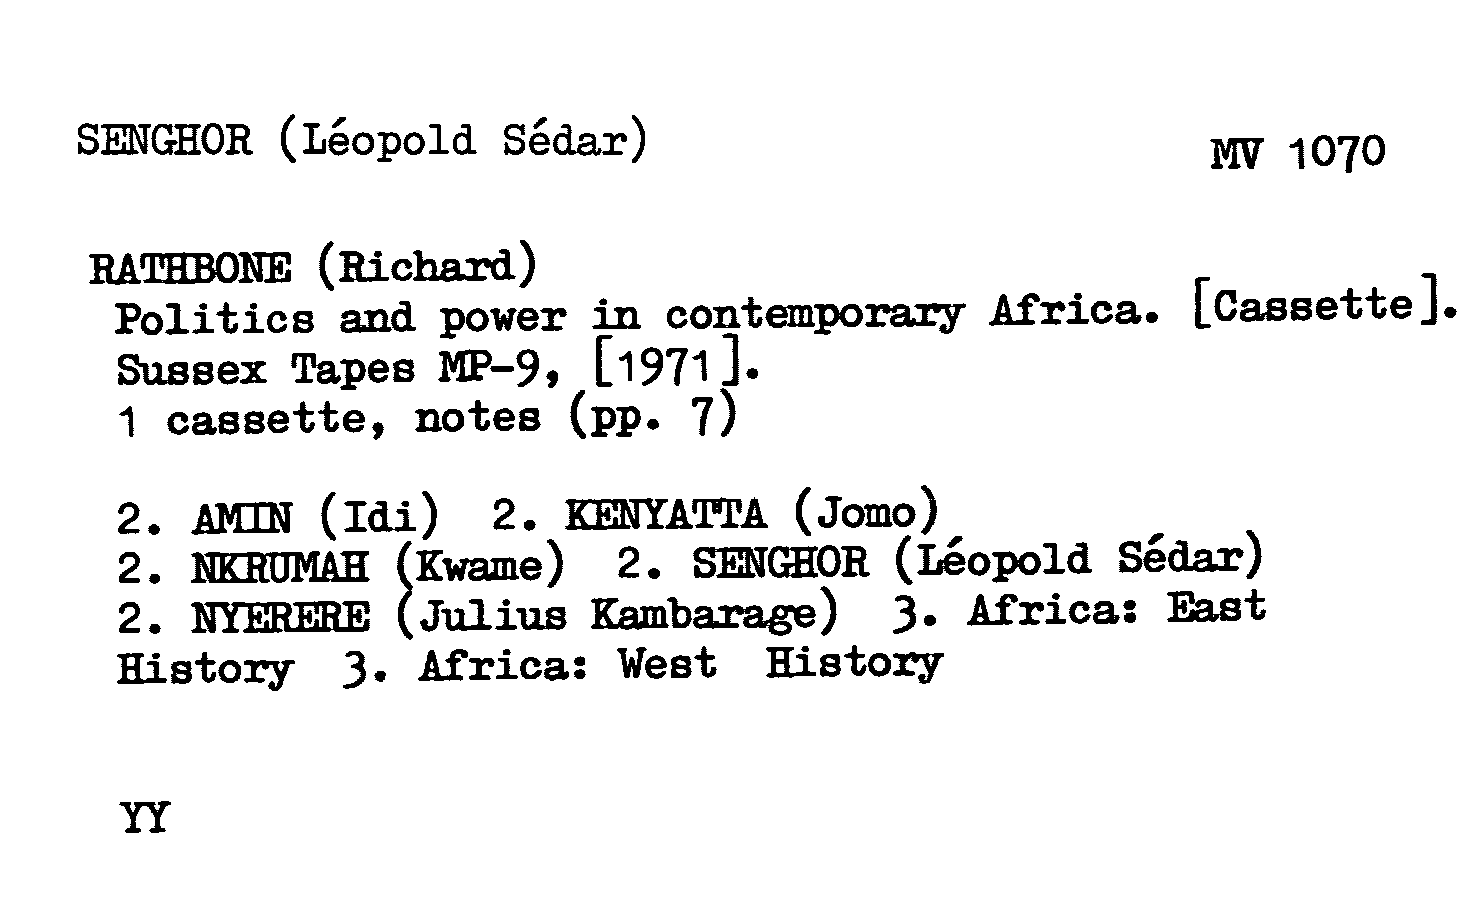 SENGHOR (Léopold Sédar)
MV 1070
RATHBONE (Richard)
Politics and power in contemporary Africa. [Cassette].
Sussex Tapes MP-9, [1971].
1 cassette, notes (pp. 7)
2. AMIN (Idi) 2. KENYATTA (Jomo)
2. NKRUMAH (Kwame) 2. SENGHOR (Léopold Sédar)
2. NYERERE (Julius Kambarage) 3. Africa: East
History 3. Africa: West History
YY